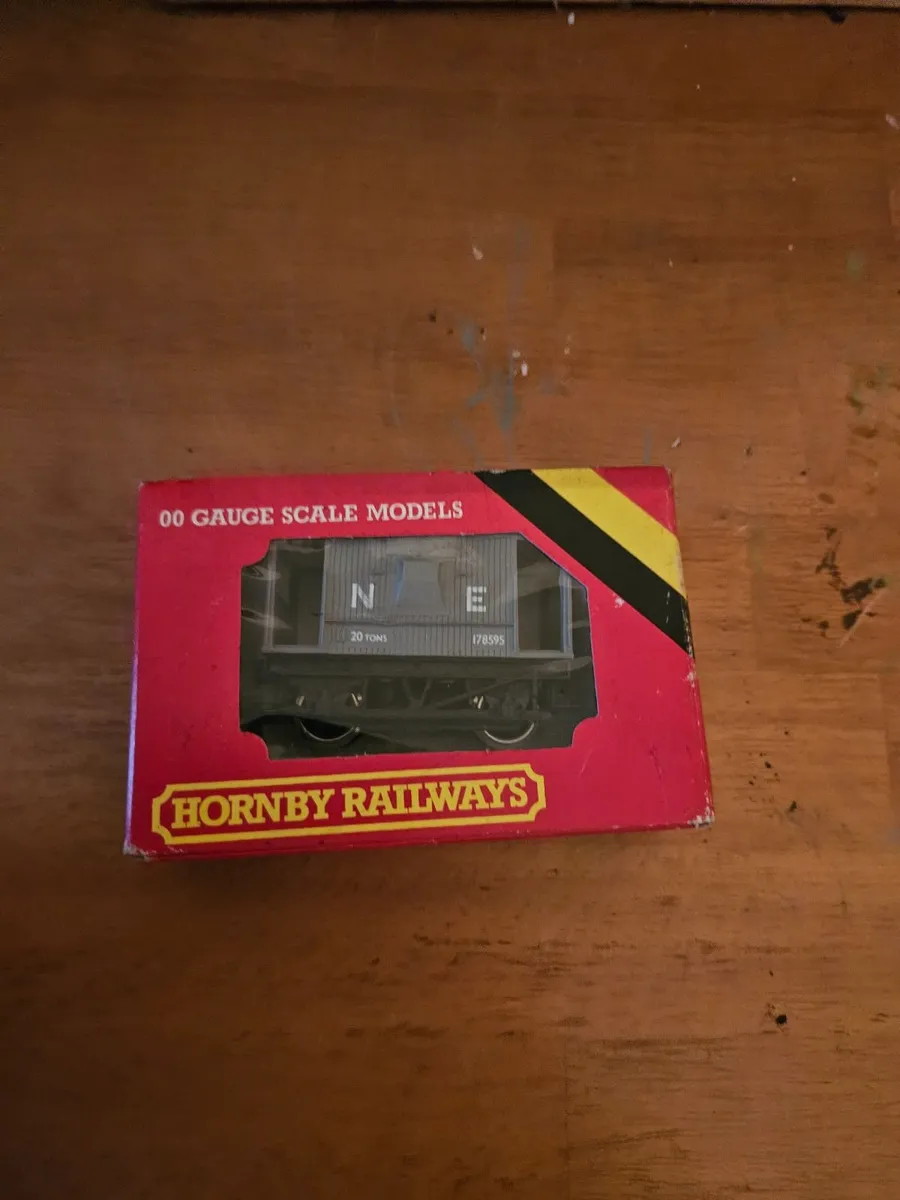 00 GAUGE SCALE MODELS
N E
20 TONS 178595
HORNBY RAILWAYS